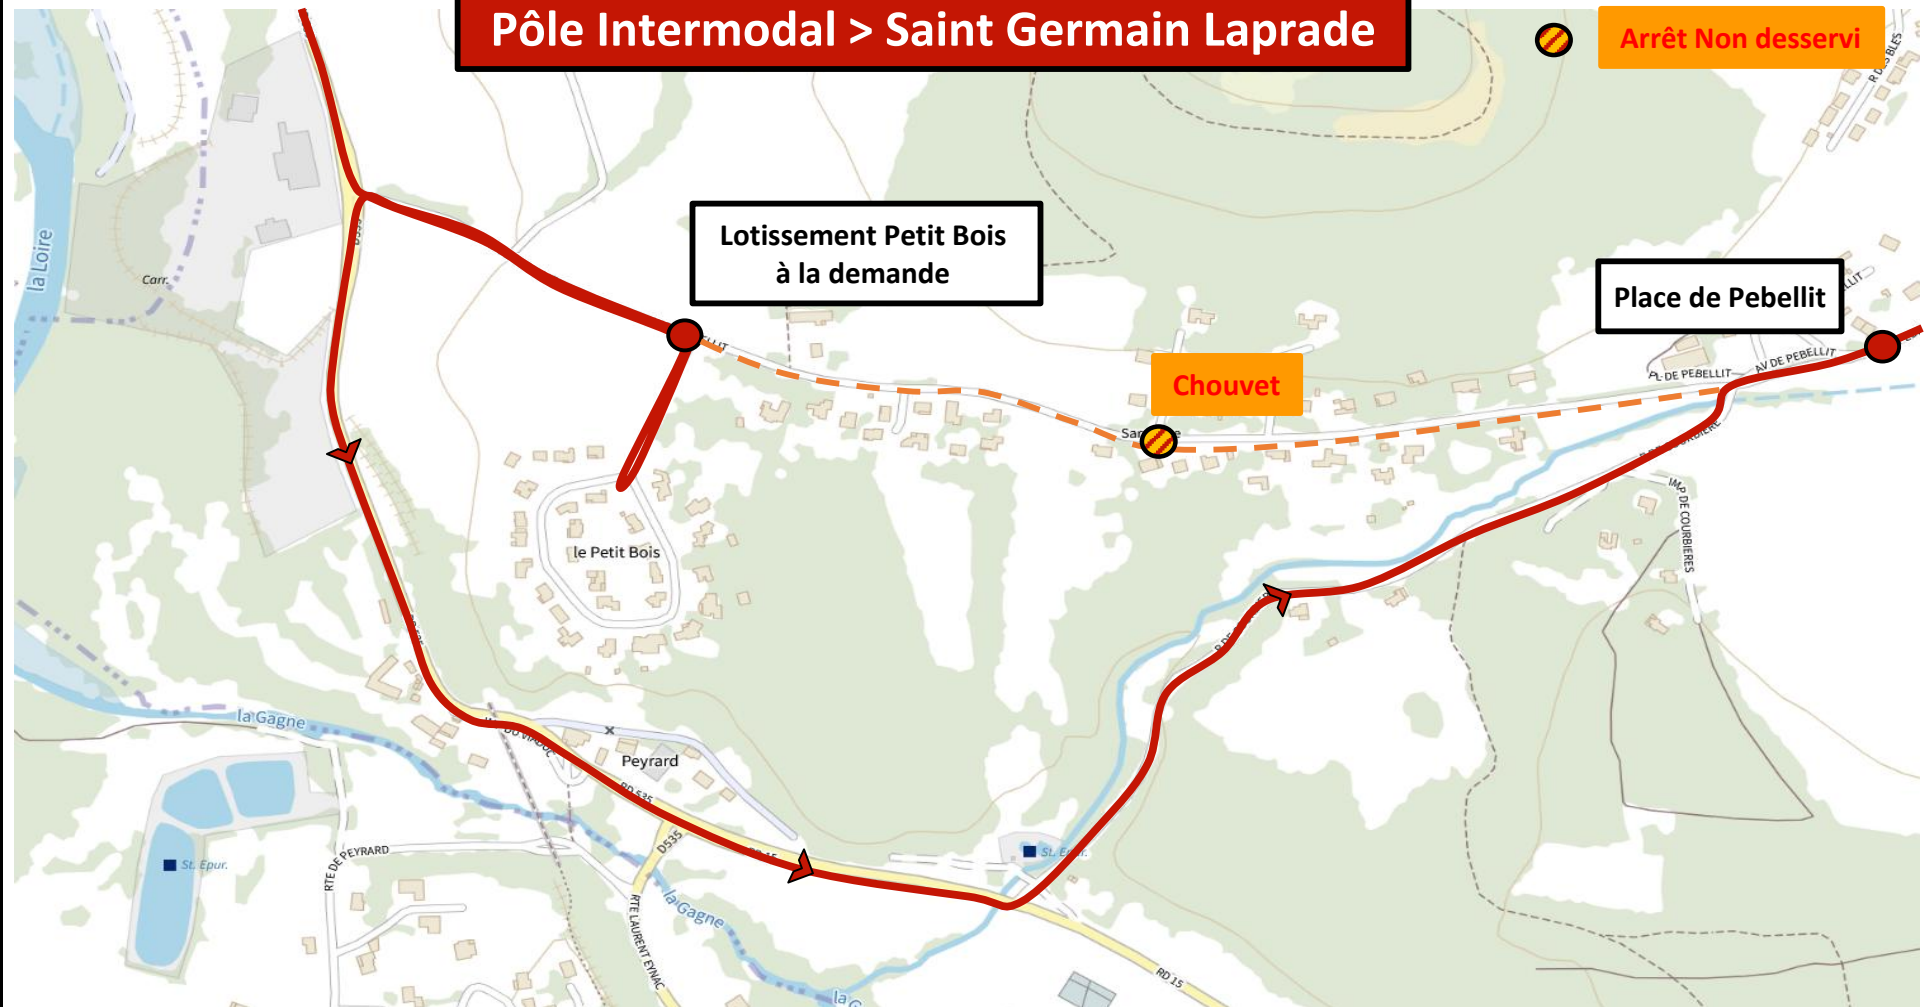 Pôle Intermodal > Saint Germain Laprade
Arrêt Non desservi
R DES BLES
la Loire
Carr.
Lotissement Petit Bois
à la demande
Place de Pebellit
Chouvet
PL DE PEBELLIT
AV DE PEBELLIT
IMP DE COURBIERES
le Petit Bois
la Gagne
Peyrard
RD 535
D535
RTE DE PEYRARD
St. Epur.
RTE LAURENT EYNAC
la Gagne
RD 15